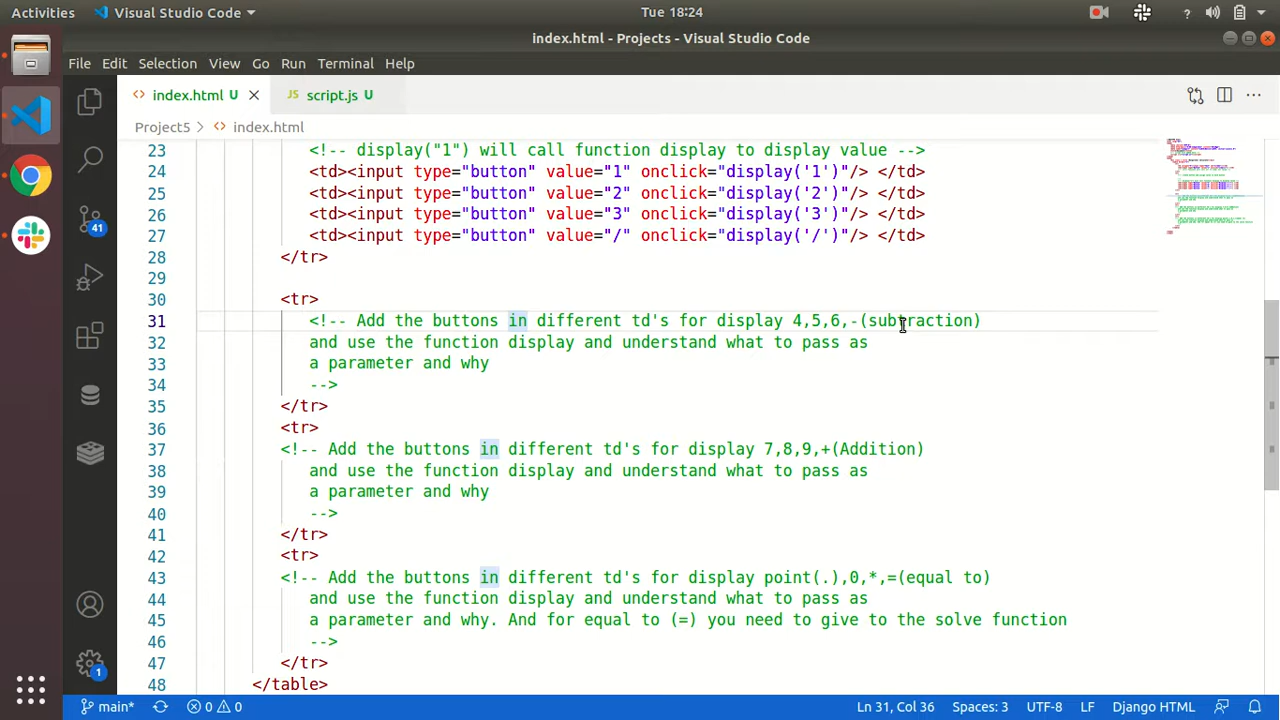 Activities Visual Studio Code Tue 18:24
index.html - Projects - Visual Studio Code
File Edit Selection View Go Run Terminal Help
index.html U JS script.js U
Project5 index.html
23 <!-- display("1") will call function display to display value -->
24 <td><input type="button" value="1" onclick="display('1')"/> </td>
25 <td><input type="button" value="2" onclick="display('2')"/> </td>
26 <td><input type="button" value="3" onclick="display('3')"/> </td>
27 <td><input type="button" value="/" onclick="display('/')"/> </td>
28 </tr>
29
30 <tr>
31 <!-- Add the buttons in different td's for display 4,5,6,-(subtraction)
32 and use the function display and understand what to pass as
33 a parameter and why
34 -->
35 </tr>
36 <tr>
37 <!-- Add the buttons in different td's for display 7,8,9,+(Addition)
38 and use the function display and understand what to pass as
39 a parameter and why
40 -->
41 </tr>
42 <tr>
43 <!-- Add the buttons in different td's for display point(.),0,*,=(equal to)
44 and use the function display and understand what to pass as
45 a parameter and why. And for equal to (=) you need to give to the solve function
46 -->
47 </tr>
48 </table>
41
1
main* 0 0 Ln 31, Col 36 Spaces: 3 UTF-8 LF Django HTML